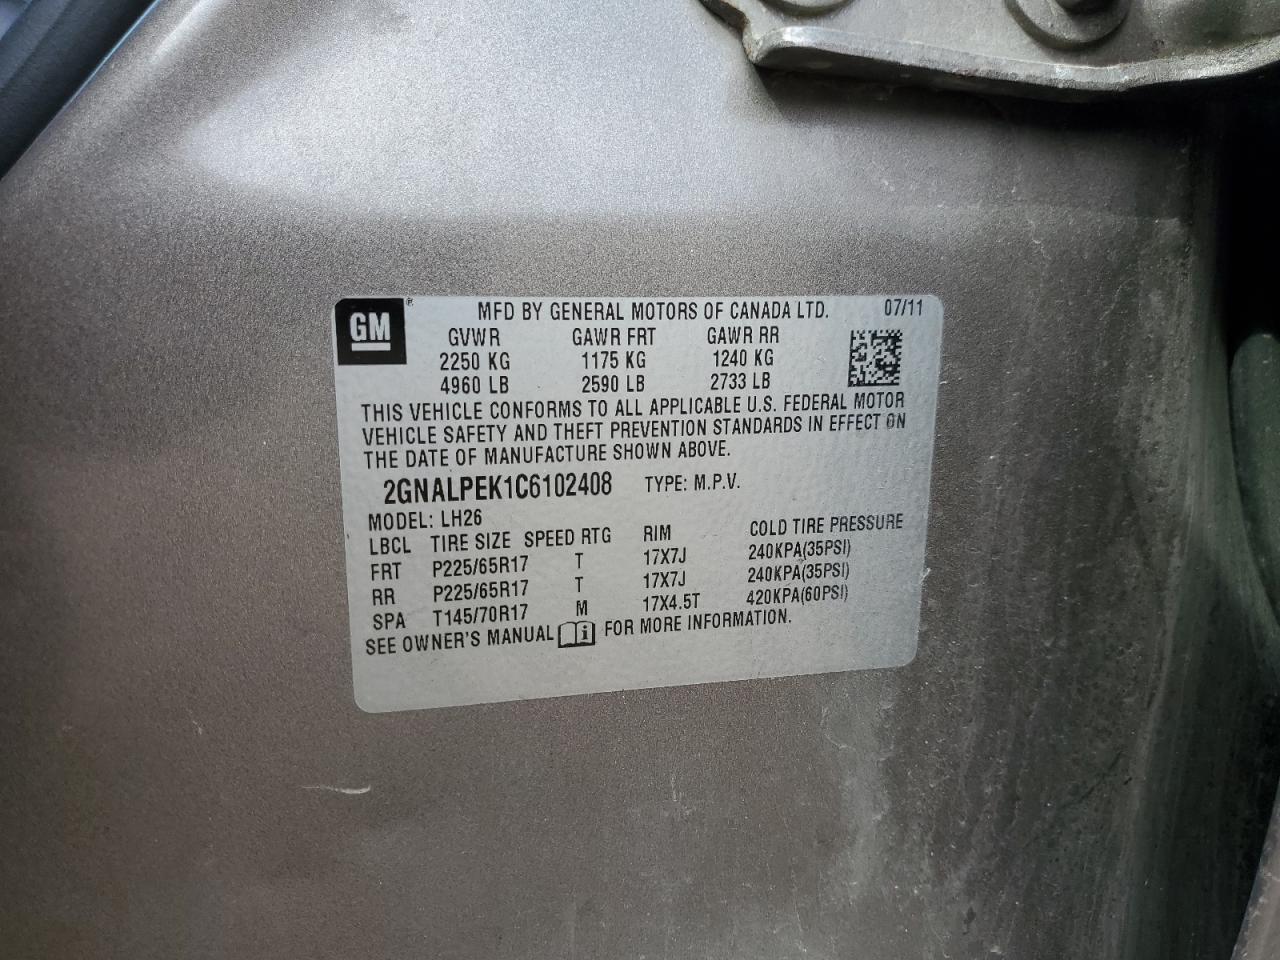 GM ® MFD BY GENERAL MOTORS OF CANADA LTD. 07/11
GVWR GAWR FRT GAWR RR
2250 KG 1175 KG 1240 KG
4960 LB 2590 LB 2733 LB
THIS VEHICLE CONFORMS TO ALL APPLICABLE U.S. FEDERAL MOTOR
VEHICLE SAFETY AND THEFT PREVENTION STANDARDS IN EFFECT ON
THE DATE OF MANUFACTURE SHOWN ABOVE.
2GNALPEK1C6102408 TYPE: M.P.V.
MODEL: LH26
LBCL TIRE SIZE SPEED RTG RIM COLD TIRE PRESSURE
FRT P225/65R17 T 17X7J 240KPA(35PSI)
RR P225/65R17 T 17X7J 240KPA(35PSI)
SPA T145/70R17 M 17X4.5T 420KPA(60PSI)
SEE OWNER'S MANUAL i FOR MORE INFORMATION.